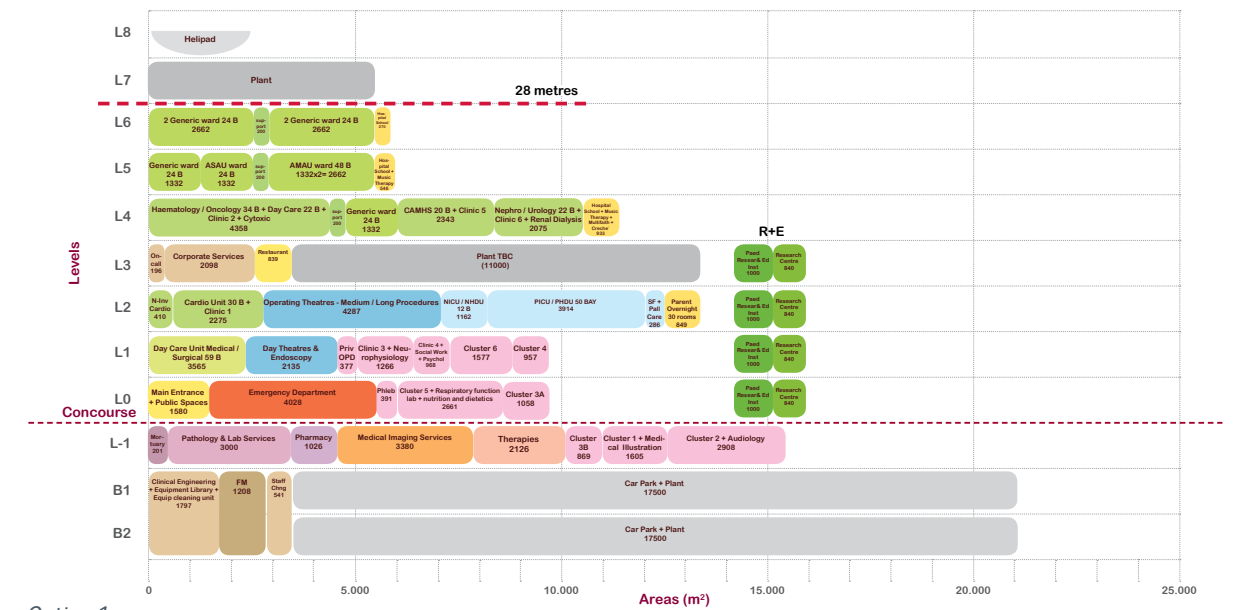 L8
Helipad
L7
Plant
28 metres
L6
2 Generic ward 24 B
2662
sup-
port
200
2 Generic ward 24 B
2662
Hos-
pital
School
L5
Generic ward
24 B
1332
ASAU ward
24 B
1332
sup-
port
200
AMAU ward 48 B
1332x2= 2662
Hos-
pital
School +
Music
Therapy
546
L4
Haematology / Oncology 34 B + Day Care 22 B +
Clinic 2 + Cytoxic
4358
sup-
port
200
Generic ward
24 B
1332
CAMHS 20 B + Clinic 5
2343
Nephro / Urology 22 B +
Clinic 6 + Renal Dialysis
2075
Hospital
School + Music
Therapy +
Multifaith +
Creche
Levels
R+E
L3
On-
call
196
Corporate Services
2098
Restaurant
839
Plant TBC
(11000)
Paed
Resear& Ed
Inst
1000
Research
Centre
840
L2
N-Inv
Cardio
410
Cardio Unit 30 B +
Clinic 1
2275
Operating Theatres - Medium / Long Procedures
4287
NICU / NHDU
12 B
1162
PICU / PHDU 50 BAY
3914
SF +
Pall
Care
286
Parent
Overnight
30 rooms
849
Paed
Resear& Ed
Inst
1000
Research
Centre
840
L1
Day Care Unit Medical /
Surgical 59 B
3565
Day Theatres &
Endoscopy
2135
Priv
OPD
377
Clinic 3 + Neu-
rophysiology
1266
Clinic 4 +
Social Work
+ Psychol
968
Cluster 6
1577
Cluster 4
957
Paed
Resear& Ed
Inst
1000
Research
Centre
840
L0
Concourse
Main Entrance
+ Public Spaces
1580
Emergency Department
4028
Phleb
391
Cluster 5 + Respiratory function
lab + nutrition and dietetics
2661
Cluster 3A
1058
Paed
Resear& Ed
Inst
1000
Research
Centre
840
L-1
Mor-
tuary
201
Pathology & Lab Services
3000
Pharmacy
1026
Medical Imaging Services
3380
Therapies
2126
Cluster
3B
869
Cluster 1 + Medi-
cal Illustration
1605
Cluster 2 + Audiology
2908
B1
Clinical Engineering
+ Equipment Library +
Equip cleaning unit
1797
FM
1208
Staff
Chng
541
Car Park + Plant
17500
B2
Car Park + Plant
17500
0
5.000
10.000
15.000
20.000
25.000
Areas (m²)